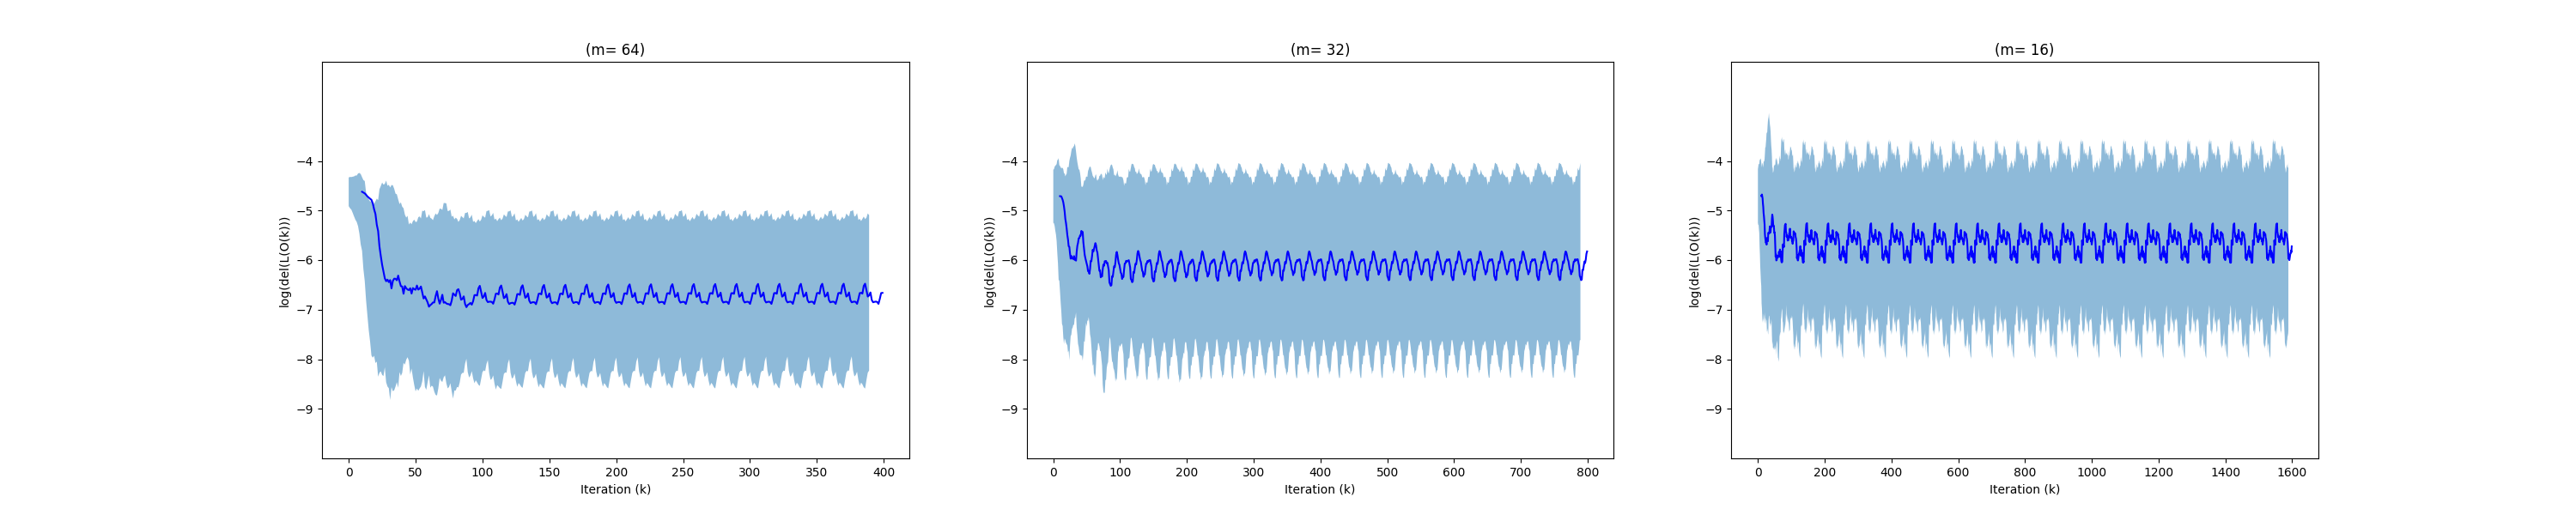 (m= 64)
log(del(L(O(k)))
−4
−5
−6
−7
−8
−9
0 50 100 150 200 250 300 350 400
Iteration (k)
(m= 32)
log(del(L(O(k)))
−4
−5
−6
−7
−8
−9
0 100 200 300 400 500 600 700 800
Iteration (k)
(m= 16)
log(del(L(O(k)))
−4
−5
−6
−7
−8
−9
0 200 400 600 800 1000 1200 1400 1600
Iteration (k)